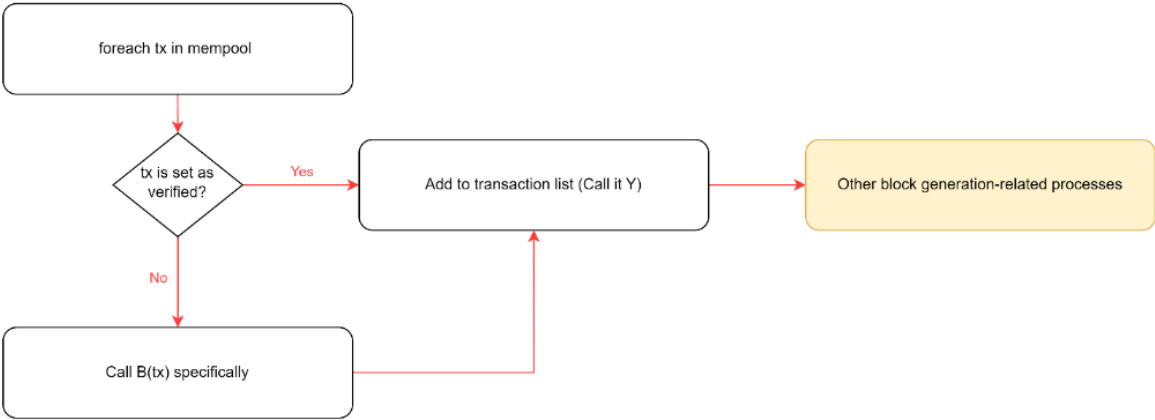 foreach tx in mempool
tx is set as
verified?
Yes
Add to transaction list (Call it Y)
Other block generation-related processes
No
Call B(tx) specifically